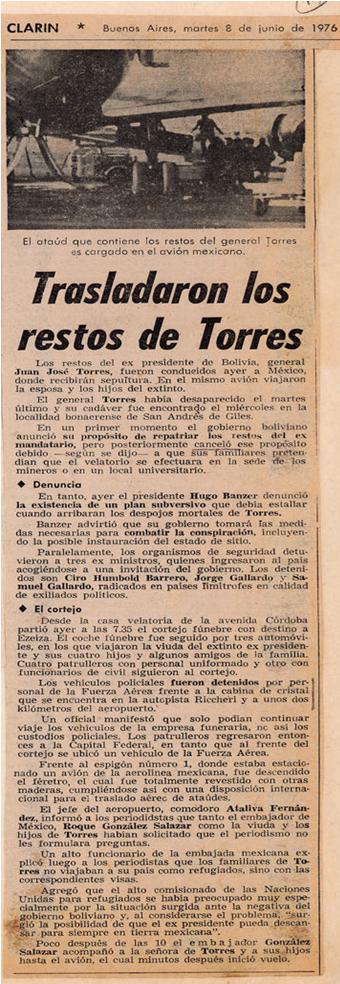 CLARIN ★ Buenos Aires, martes 8 de junio de 1976
El ataúd que contiene los restos del general Torres
es cargado en el avión mexicano.
Trasladaron los
restos de Torres
Los restos del ex presidente de Bolivia, general
Juan José Torres, fueron conducidos ayer a México,
donde recibirán sepultura. En el mismo avión viajaron
la esposa y los hijos del extinto.
El general Torres había desaparecido el martes
último y su cadáver fue encontrado el miércoles en la
localidad bonaerense de San Andrés de Giles.
En un primer momento el gobierno boliviano
anunció su propósito de repatriar los restos del ex
mandatario, pero posteriormente canceló ese propósito
debido —según se dijo— a que sus familiares preten-
dían que el velatorio se efectuara en la sede de los
mineros o en un local universitario.
◆ Denuncia
En tanto, ayer el presidente Hugo Banzer denunció
la existencia de un plan subversivo que debía estallar
cuando arribaran los despojos mortales de Torres.
Banzer advirtió que su gobierno tomará las medi-
das necesarias para combatir la conspiración, incluyen-
do la posible instauración del estado de sitio.
Paralelamente, los organismos de seguridad detu-
vieron a tres ex ministros, quienes ingresaron al país
acogiéndose a una invitación del gobierno. Los deteni-
dos son Ciro Humbold Barrero, Jorge Gallardo y Sa-
muel Gallardo, radicados en países limítrofes en calidad
de exiliados políticos.
◆ El cortejo
Desde la casa velatoria de la avenida Córdoba
partió ayer a las 7.35 el cortejo fúnebre con destino a
Ezeiza. El coche fúnebre fue seguido por tres automóvi-
les, en los que viajaron la viuda del extinto ex presiden-
te y sus cuatro hijos y algunos amigos de la familia.
Cuatro patrulleros con personal uniformado y otro con
funcionarios de civil siguieron al cortejo.
Los vehículos policiales fueron detenidos por per-
sonal de la Fuerza Aérea frente a la cabina de cristal
que se encuentra en la autopista Riccheri y a unos dos
kilómetros del aeropuerto.
Un oficial manifestó que solo podían continuar
viaje los vehículos de la empresa funeraria, no así los
custodios policiales. Los patrulleros regresaron enton-
ces a la Capital Federal, en tanto que al frente del
cortejo se ubicó un vehículo de la Fuerza Aérea.
Frente al espigón número 1, donde estaba estacio-
nado un avión de la aerolínea mexicana, fue descendido
el féretro, el cual fue totalmente revestido con otras
maderas, cumpliéndose así con una disposición interna-
cional para el traslado aéreo de ataúdes.
El jefe del aeropuerto, comodoro Ataliva Fernán-
dez, informó a los periodistas que tanto el embajador de
México, Roque González Salazar como la viuda y los
hijos de Torres habían solicitado que el periodismo no
les formulara preguntas.
Un alto funcionario de la embajada mexicana ex-
plicó luego a los periodistas que los familiares de To-
rres no viajaban a su país como refugiados, sino con las
correspondientes visas.
Agregó que el alto comisionado de las Naciones
Unidas para refugiados se había preocupado muy es-
pecialmente por la situación surgida ante la negativa del
gobierno boliviano y, al considerarse el problema, "sur-
gió la posibilidad de que el ex presidente pueda descan-
sar para siempre en tierra mexicana".
Poco después de las 10 el embajador González
Salazar acompañó a la señora de Torres y a sus hijos
hasta el avión, el cual minutos después inició vuelo.